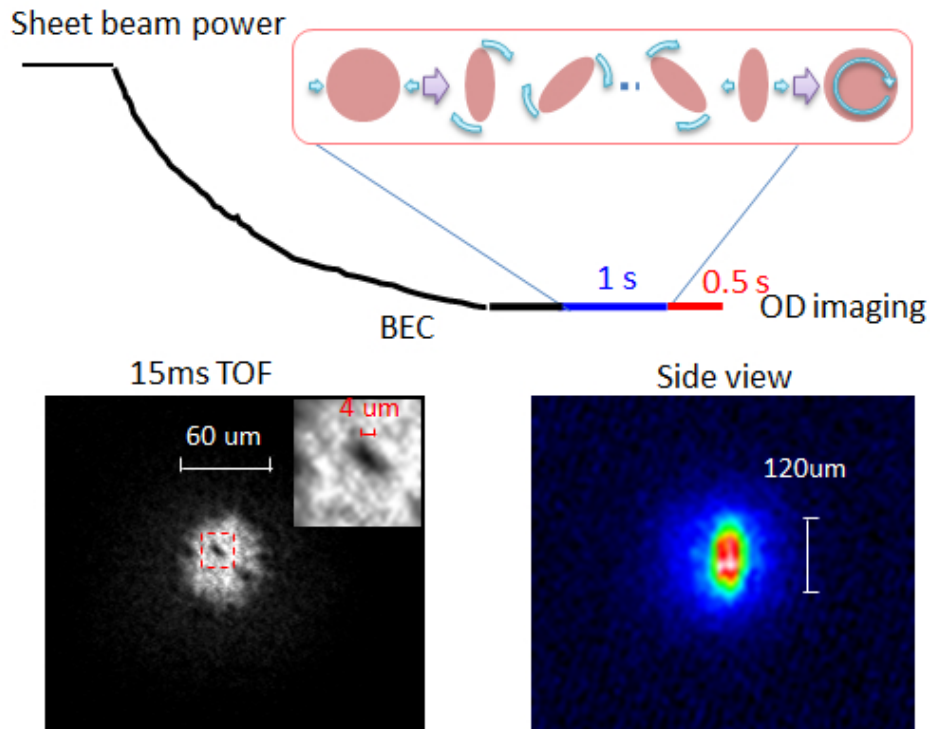 Sheet beam power
1 s
0.5 s
BEC
OD imaging
15ms TOF
Side view
4 um
60 um
120um